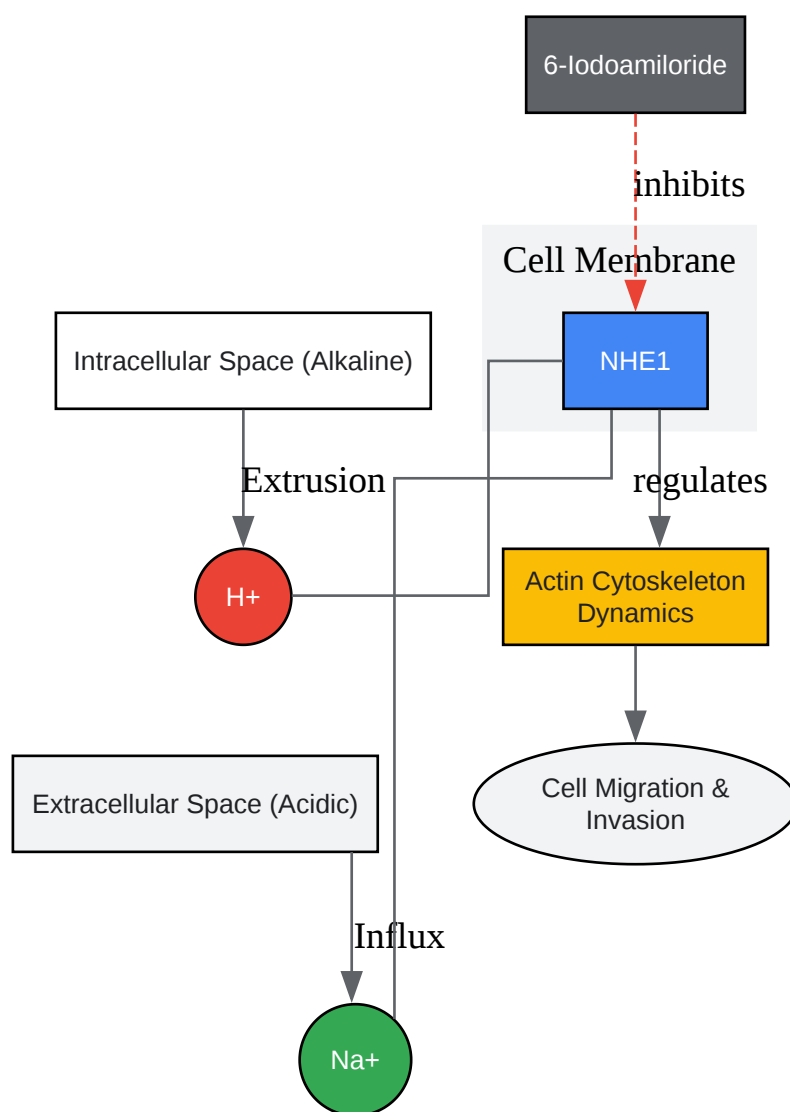 6-Iodoamiloride
inhibits
Cell Membrane
Intracellular Space (Alkaline)
NHE1
Extrusion
regulates
H+
Actin Cytoskeleton
Dynamics
Extracellular Space (Acidic)
Cell Migration &
Invasion
Influx
Na+